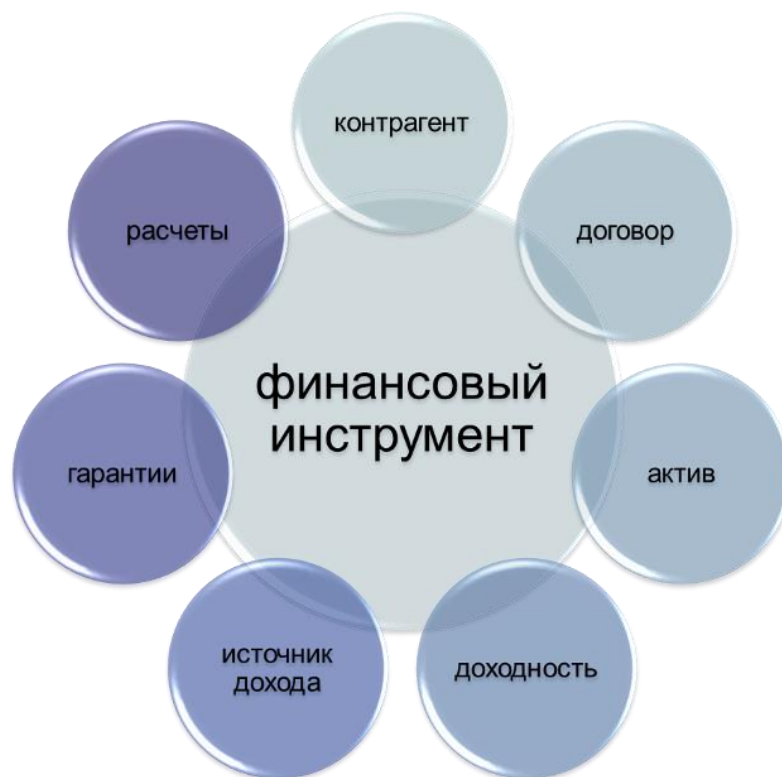 контрагент
договор
актив
доходность
источник
дохода
гарантии
расчеты
финансовый
инструмент